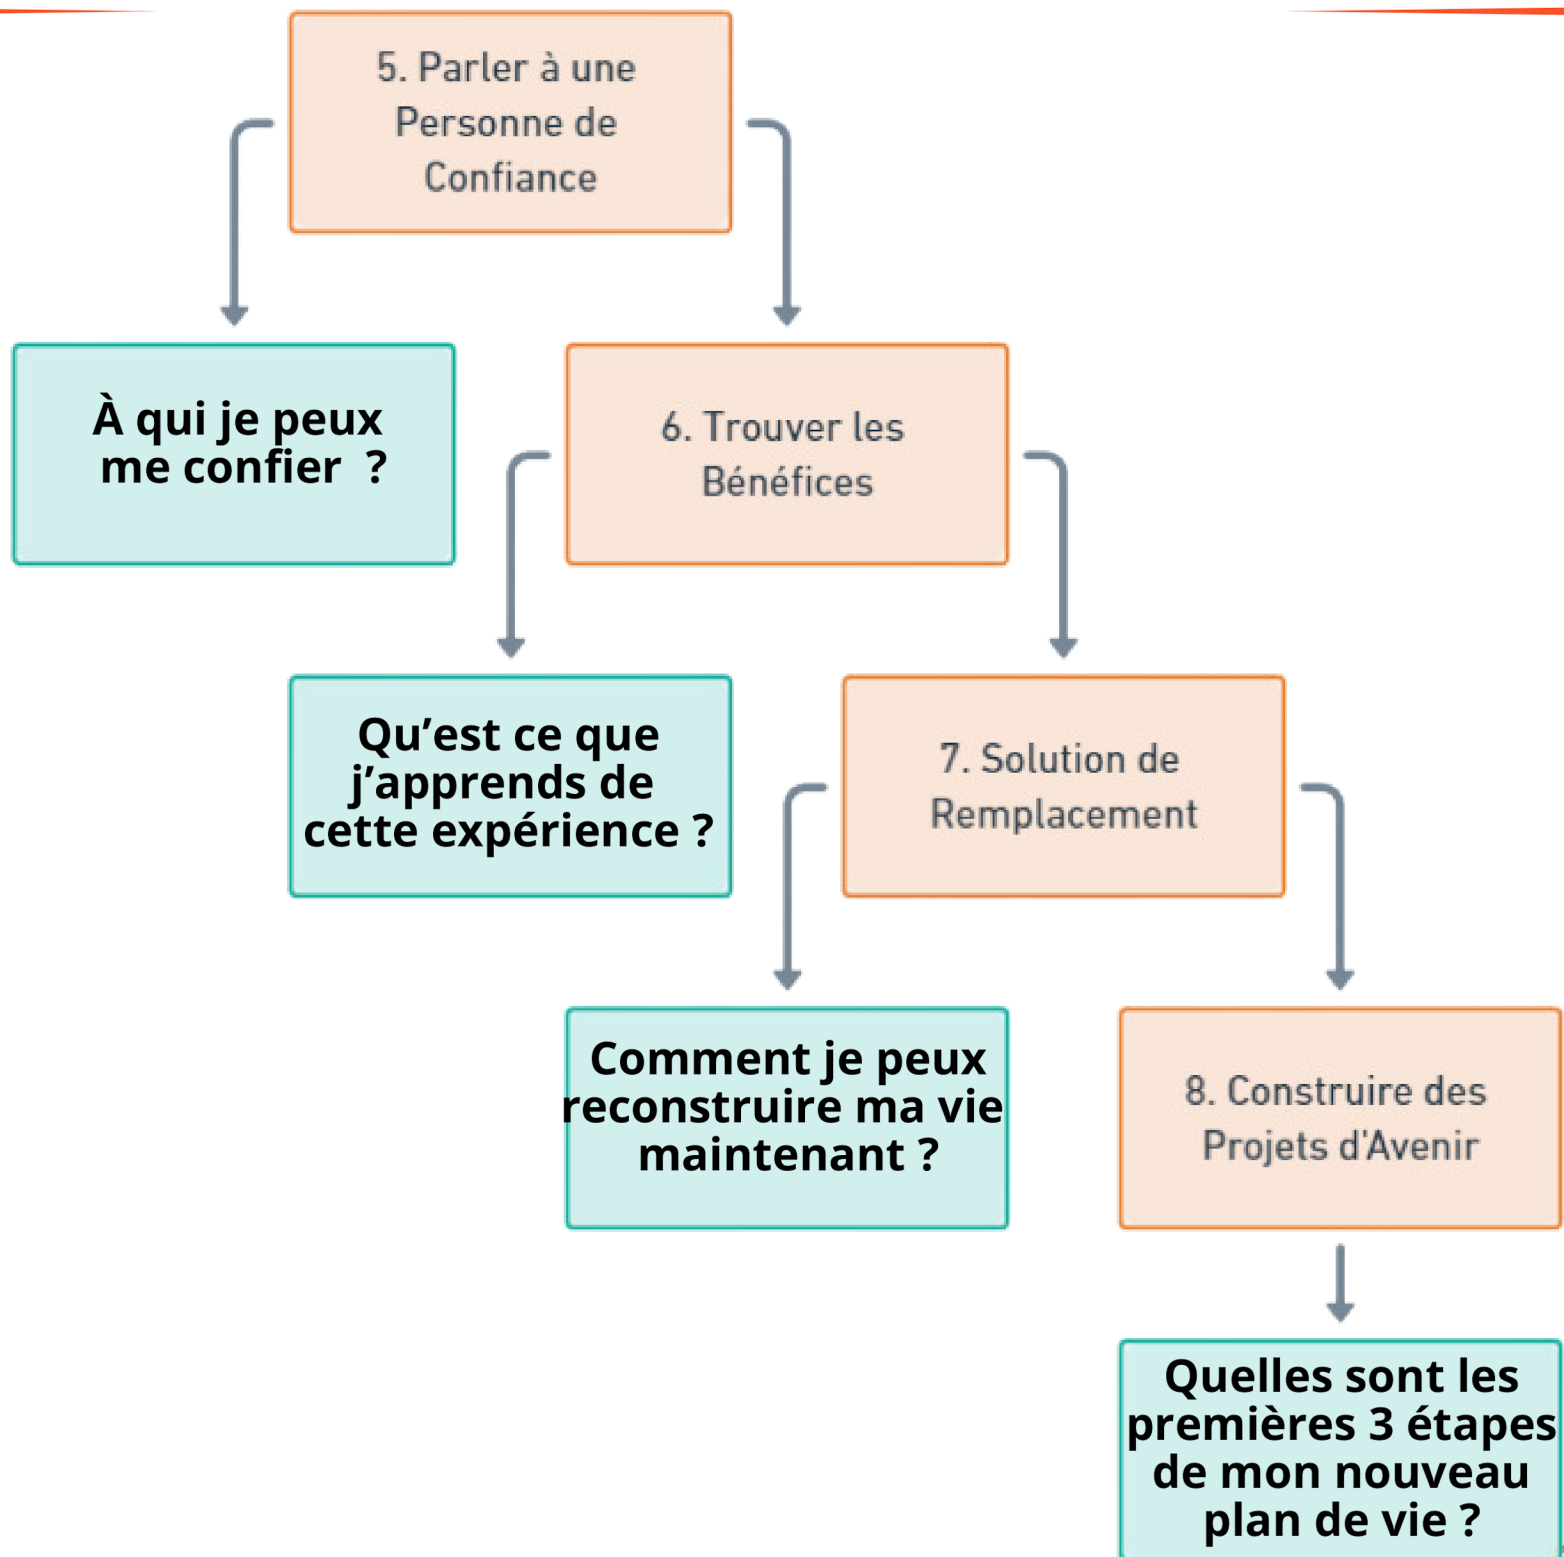 5. Parler à une
Personne de
Confiance
À qui je peux
me confier ?
6. Trouver les
Bénéfices
Qu’est ce que
j’apprends de
cette expérience ?
7. Solution de
Remplacement
Comment je peux
reconstruire ma vie
maintenant ?
8. Construire des
Projets d'Avenir
Quelles sont les
premières 3 étapes
de mon nouveau
plan de vie ?